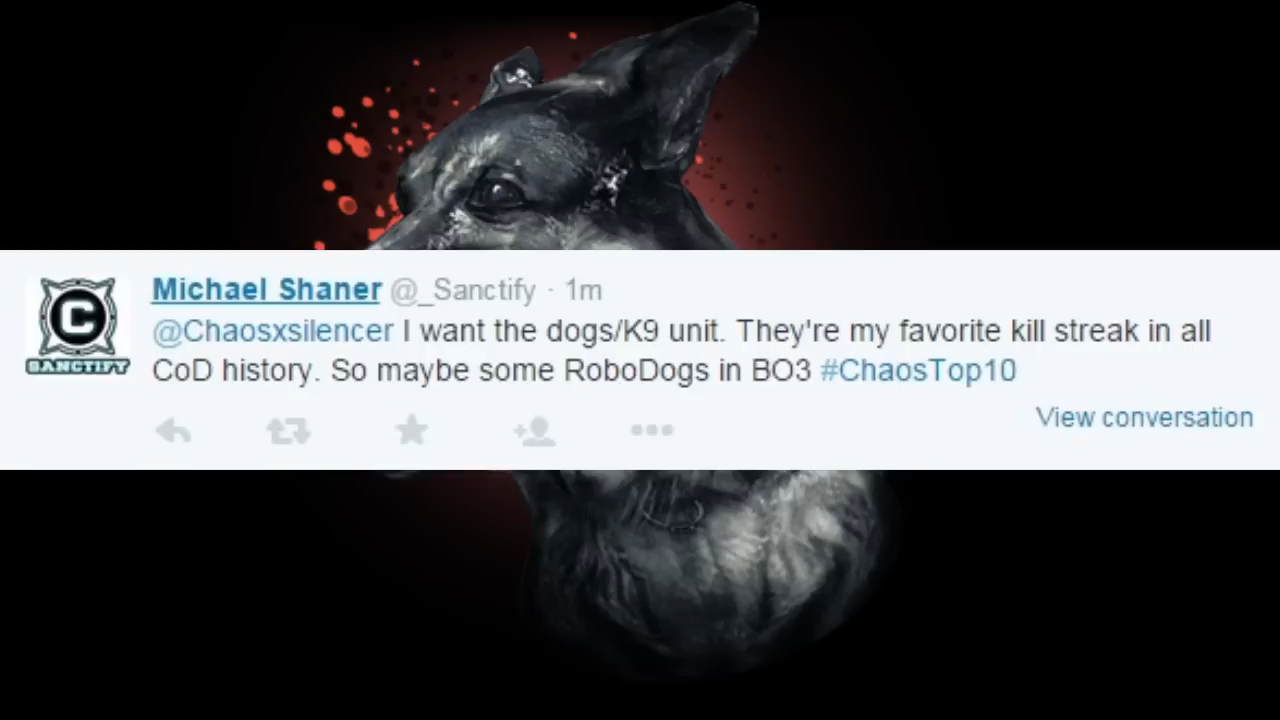 Michael Shaner @_Sanctify · 1m
@Chaosxsilencer I want the dogs/K9 unit. They're my favorite kill streak in all
CoD history. So maybe some RoboDogs in BO3 #ChaosTop10
View conversation
C
SANCTIFY